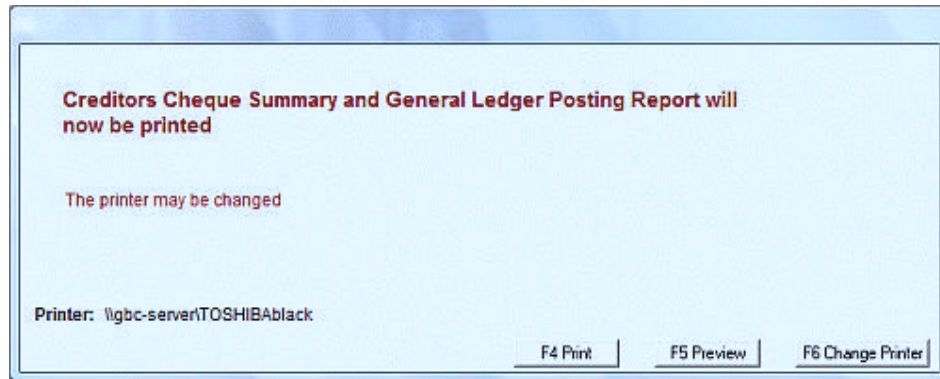 Creditors Cheque Summary and General Ledger Posting Report will
now be printed
The printer may be changed
Printer: \\gbc-server\TOSHIBAblack
F4 Print F5 Preview F6 Change Printer